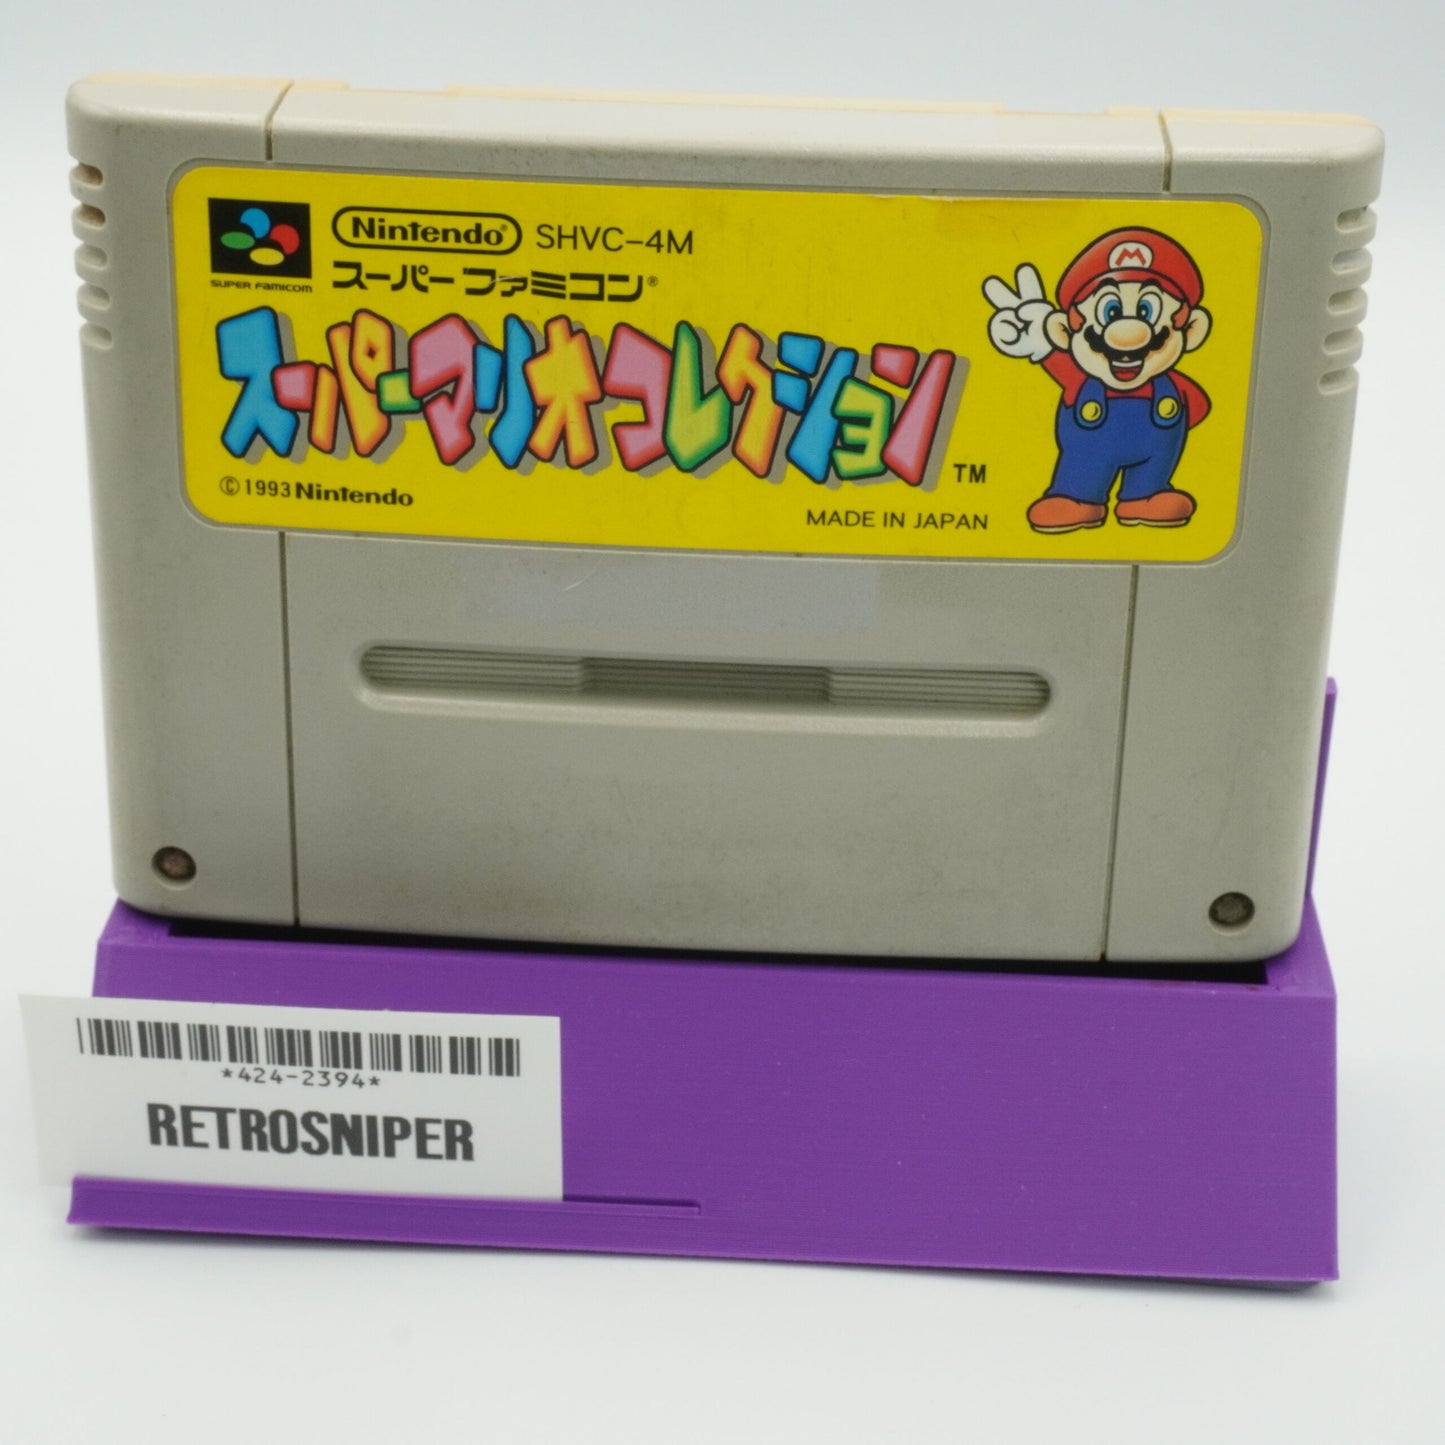 SUPER FAMICOM
Nintendo® SHVC-4M
スーパーファミコン®
スーパーマリオコレクション TM
M
© 1993 Nintendo
MADE IN JAPAN
*424-2394*
RETROSNIPER